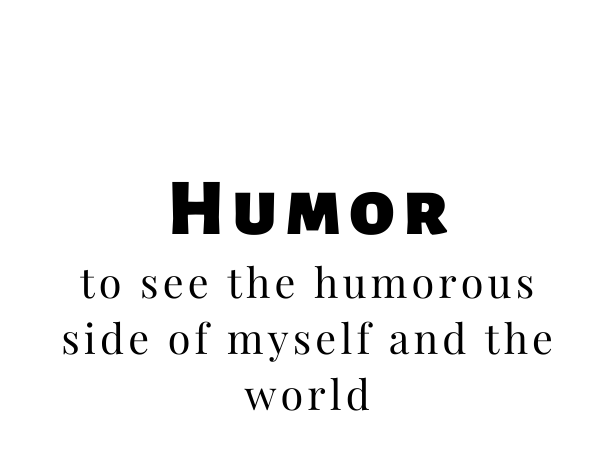 Humor
to see the humorous
side of myself and the
world